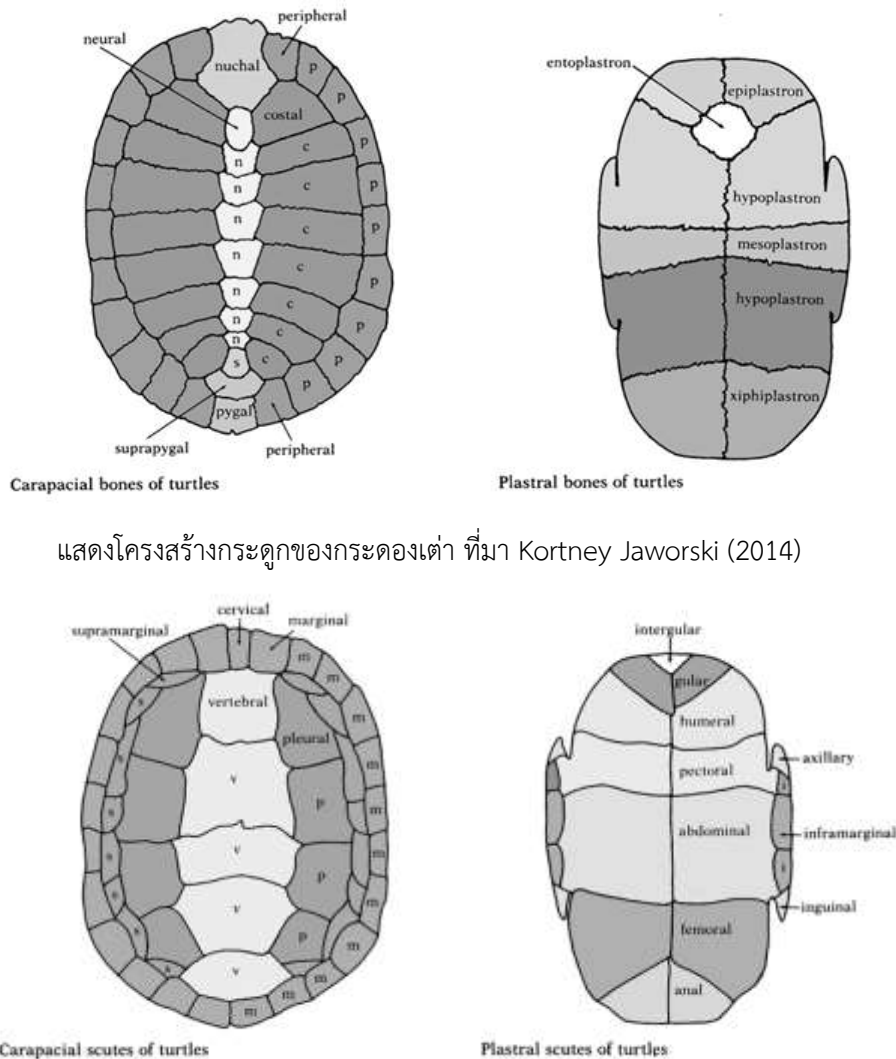 peripheral
neural
nuchal
p
costal
p
n
c
p
n
c
p
n
c
p
n
c
p
n
c
p
n
c
p
n
s
c
p
p
pygal
suprapygal
peripheral
Carapacial bones of turtles
entoplastron
epiplastron
hypoplastron
mesoplastron
hypoplastron
xiphiplastron
Plastral bones of turtles
แสดงโครงสร้างกระดูกของกระดองเต่า ที่มา Kortney Jaworski (2014)
cervical
supramarginal
marginal
m
m
s
vertebral
m
pleural
s
m
v
p
s
m
s
v
m
s
p
m
v
s
p
m
s
v
m
m
m
m
Carapacial scutes of turtles
intergular
gular
humeral
axillary
pectoral
i
abdominal
inframarginal
i
inguinal
femoral
anal
Plastral scutes of turtles